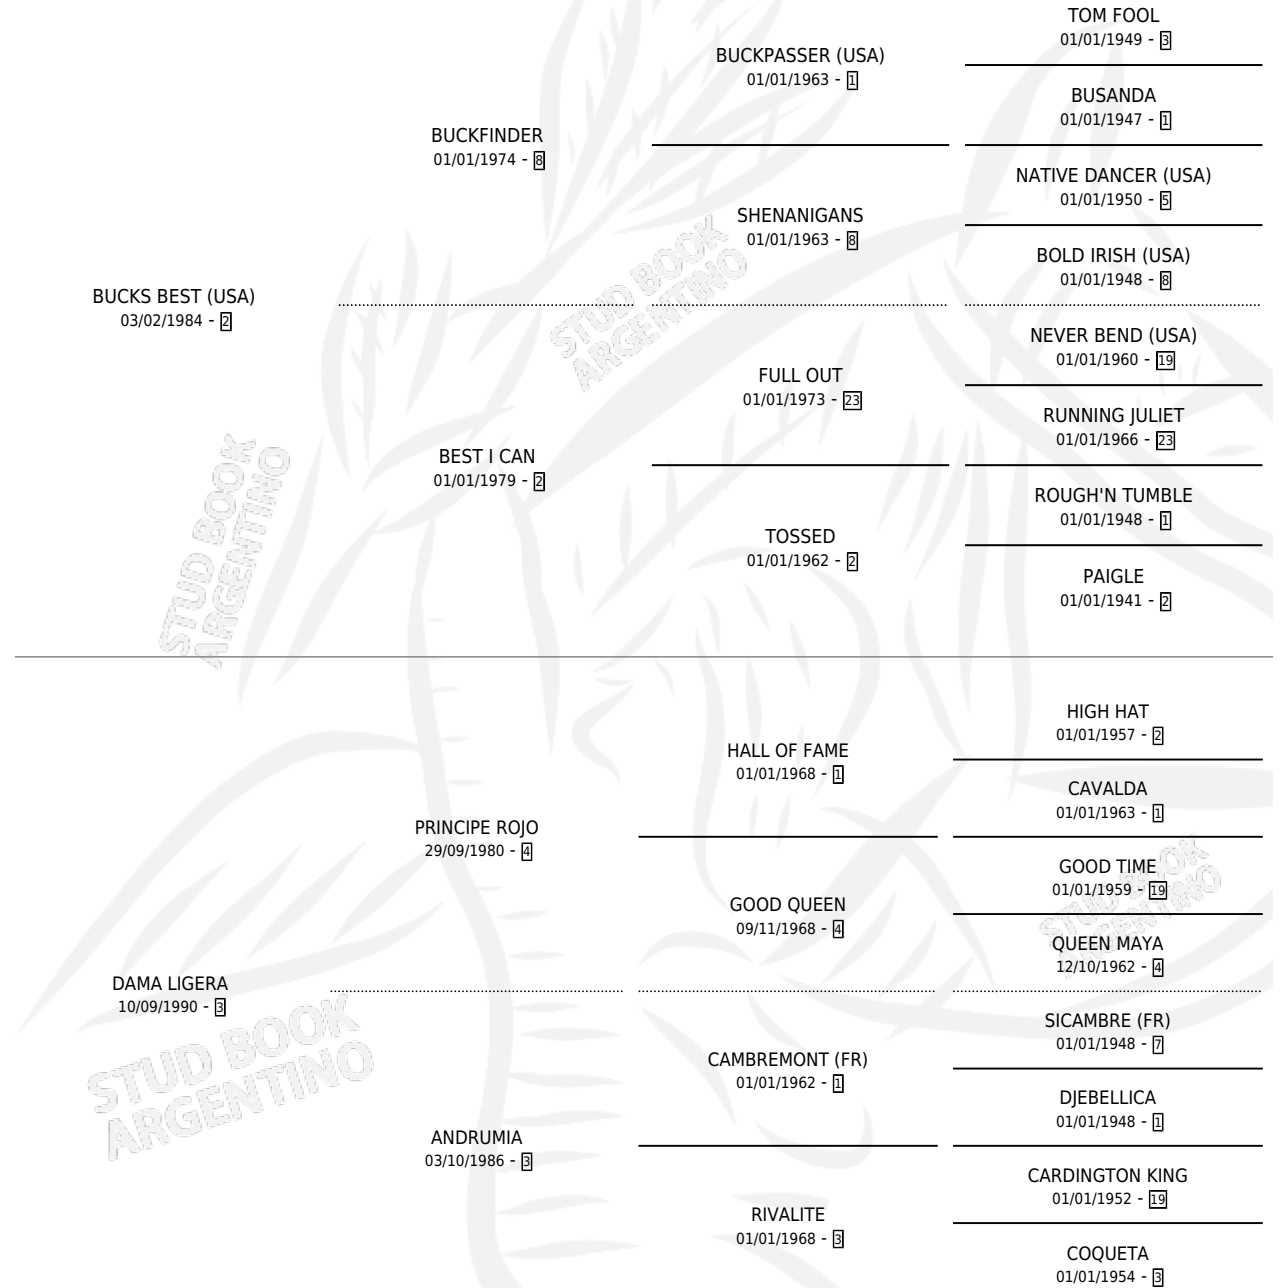 TOM FOOL
01/01/1949 - 3
BUCKPASSER (USA)
01/01/1963 - 1
BUSANDA
01/01/1947 - 1
BUCKFINDER
01/01/1974 - 8
NATIVE DANCER (USA)
01/01/1950 - 5
SHENANIGANS
01/01/1963 - 8
BOLD IRISH (USA)
01/01/1948 - 8
BUCKS BEST (USA)
03/02/1984 - 2
STUD BOOK
ARGENTINO
NEVER BEND (USA)
01/01/1960 - 19
FULL OUT
01/01/1973 - 23
RUNNING JULIET
01/01/1966 - 23
BEST I CAN
01/01/1979 - 2
ROUGH'N TUMBLE
01/01/1948 - 1
TOSSED
01/01/1962 - 2
PAIGLE
01/01/1941 - 2
STUD BOOK
ARGENTINO
HIGH HAT
01/01/1957 - 2
HALL OF FAME
01/01/1968 - 1
CAVALDA
01/01/1963 - 1
PRINCIPE ROJO
29/09/1980 - 4
GOOD TIME
01/01/1959 - 19
GOOD QUEEN
09/11/1968 - 4
STUD BOOK
ARGENTINO
QUEEN MAYA
12/10/1962 - 4
DAMA LIGERA
10/09/1990 - 3
SICAMBRE (FR)
01/01/1948 - 7
CAMBREMONT (FR)
01/01/1962 - 1
DJEBELLICA
01/01/1948 - 1
STUD BOOK
ARGENTINO
ANDRUMIA
03/10/1986 - 3
CARDINGTON KING
01/01/1952 - 19
RIVALITE
01/01/1968 - 3
COQUETA
01/01/1954 - 3